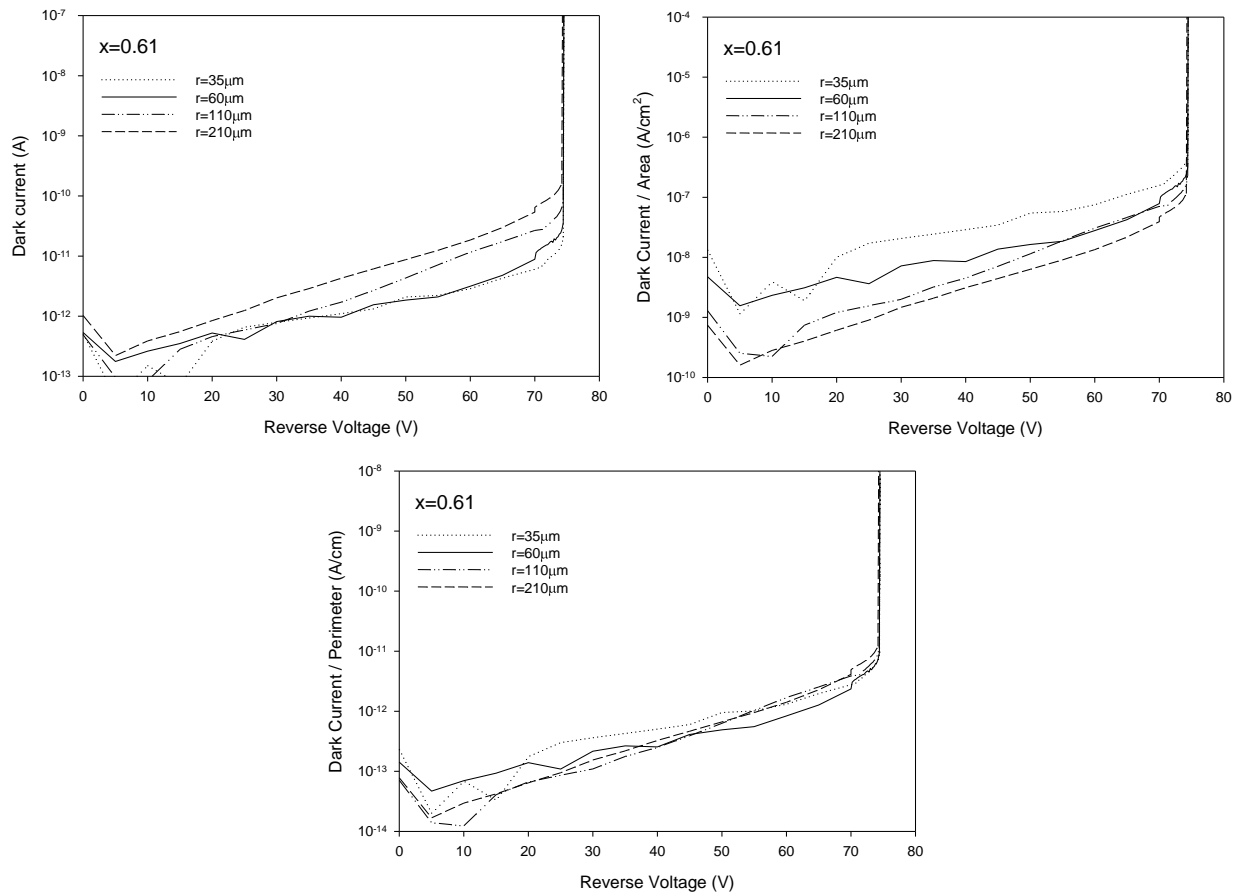 Dark current (A)
10-7
10-8
10-9
10-10
10-11
10-12
10-13
x=0.61
r=35μm
r=60μm
r=110μm
r=210μm
0 10 20 30 40 50 60 70 80
Reverse Voltage (V)
Dark Current / Area (A/cm2)
10-4
10-5
10-6
10-7
10-8
10-9
10-10
x=0.61
r=35μm
r=60μm
r=110μm
r=210μm
0 10 20 30 40 50 60 70 80
Reverse Voltage (V)
Dark Current / Perimeter (A/cm)
10-8
10-9
10-10
10-11
10-12
10-13
10-14
x=0.61
r=35μm
r=60μm
r=110μm
r=210μm
0 10 20 30 40 50 60 70 80
Reverse Voltage (V)